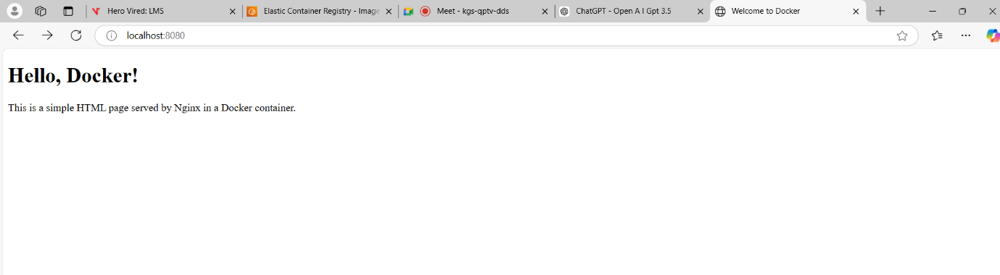 Hero Vired: LMS
Elastic Container Registry - Image
Meet - kgs-qptv-dds
ChatGPT - Open A I Gpt 3.5
Welcome to Docker
localhost:8080
Hello, Docker!
This is a simple HTML page served by Nginx in a Docker container.